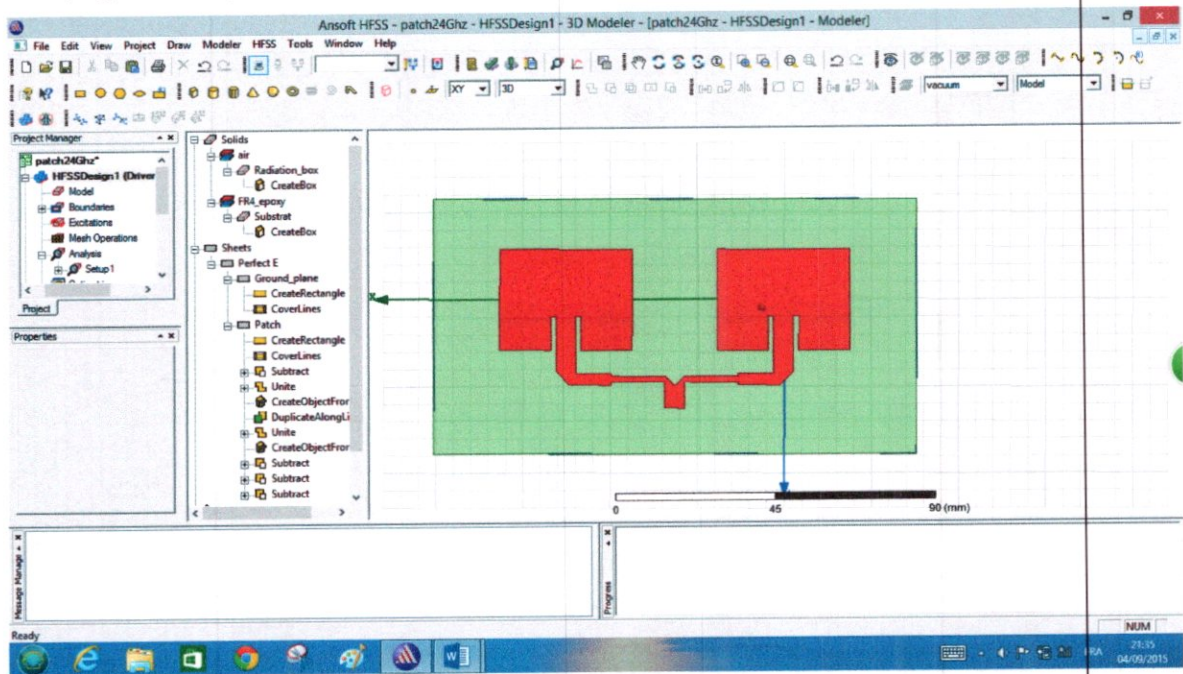 Ansoft HFSS - patch24Ghz - HFSSDesign1 - 3D Modeler - [patch24Ghz - HFSSDesign1 - Modeler]
File Edit View Project Draw Modeler HFSS Tools Window Help
XY 3D vacuum Model
Project Manager
patch24Ghz*
HFSSDesign1 (Driver
Model
Boundaries
Excitations
Mesh Operations
Analysis
Setup1
Project
Properties
Solids
air
Radiation_box
CreateBox
FR4_epoxy
Substrat
CreateBox
Sheets
Perfect E
Ground_plane
CreateRectangle
CoverLines
Patch
CreateRectangle
CoverLines
Subtract
Unite
CreateObjectFror
DuplicateAlongLi
Unite
CreateObjectFror
Subtract
Subtract
Subtract
X
0 45 90 (mm)
Message Manage
Progress
Ready
NUM
FRA
21:35
04/09/2015